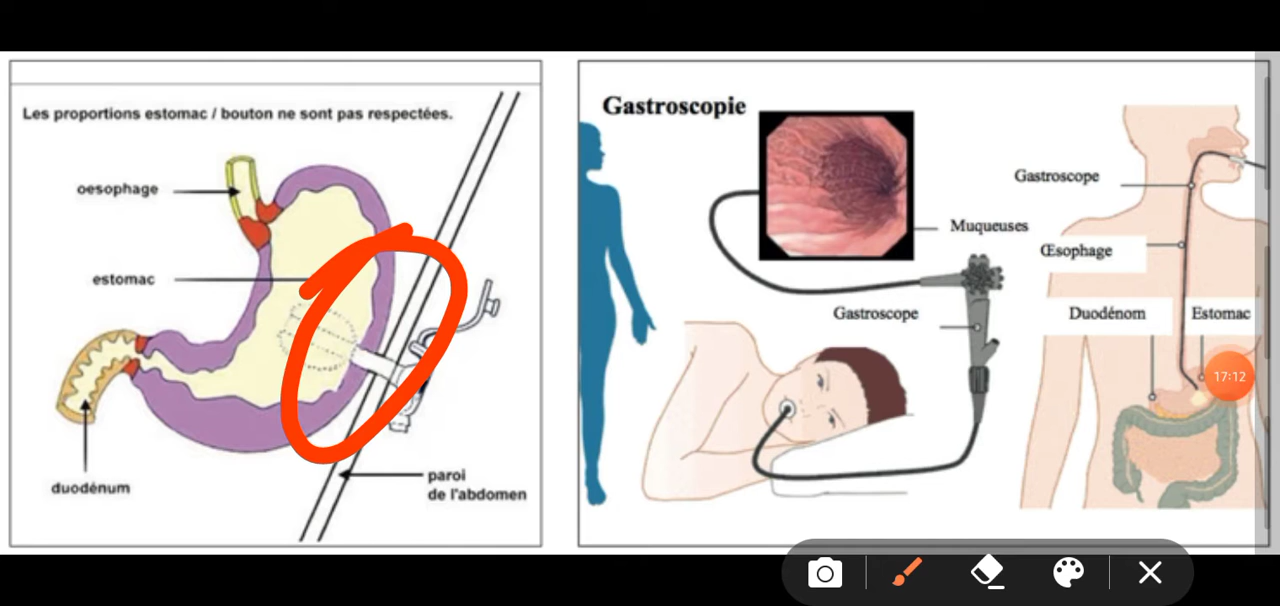 Les proportions estomac / bouton ne sont pas respectées.
oesophage
estomac
duodénum
paroi
de l'abdomen
Gastroscopie
Muqueuses
Gastroscope
Gastroscope
Œsophage
Duodénom
Estomac
17:12